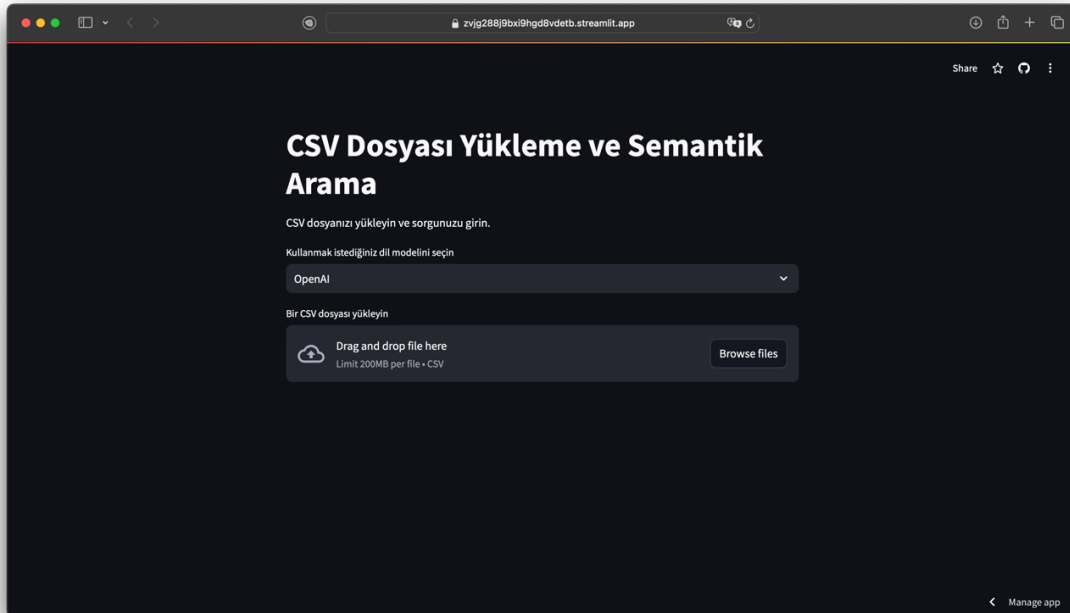 zvjg288j9bxi9hgd8vdetb.streamlit.app
Share
CSV Dosyası Yükleme ve Semantik
Arama
CSV dosyanızı yükleyin ve sorgunuzu girin.
Kullanmak istediğiniz dil modelini seçin
OpenAI
Bir CSV dosyası yükleyin
Drag and drop file here
Limit 200MB per file • CSV
Browse files
Manage app